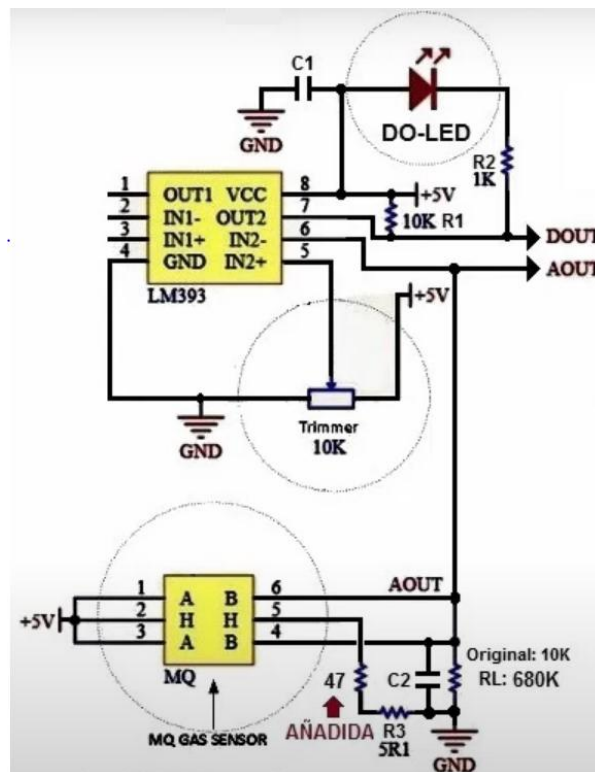 C1
GND
DO-LED
R2
1K
1 OUT1 VCC 8
2 IN1- OUT2 7
3 IN1+ IN2- 6
4 GND IN2+ 5
LM393
+5V
10K R1
DOUT
AOUT
+5V
Trimmer
10K
GND
AOUT
1 A B 6
+5V 2 H H 5
3 A B 4
MQ
MQ GAS SENSOR
47
AÑADIDA
C2
R3
5R1
Original: 10K
RL: 680K
GND